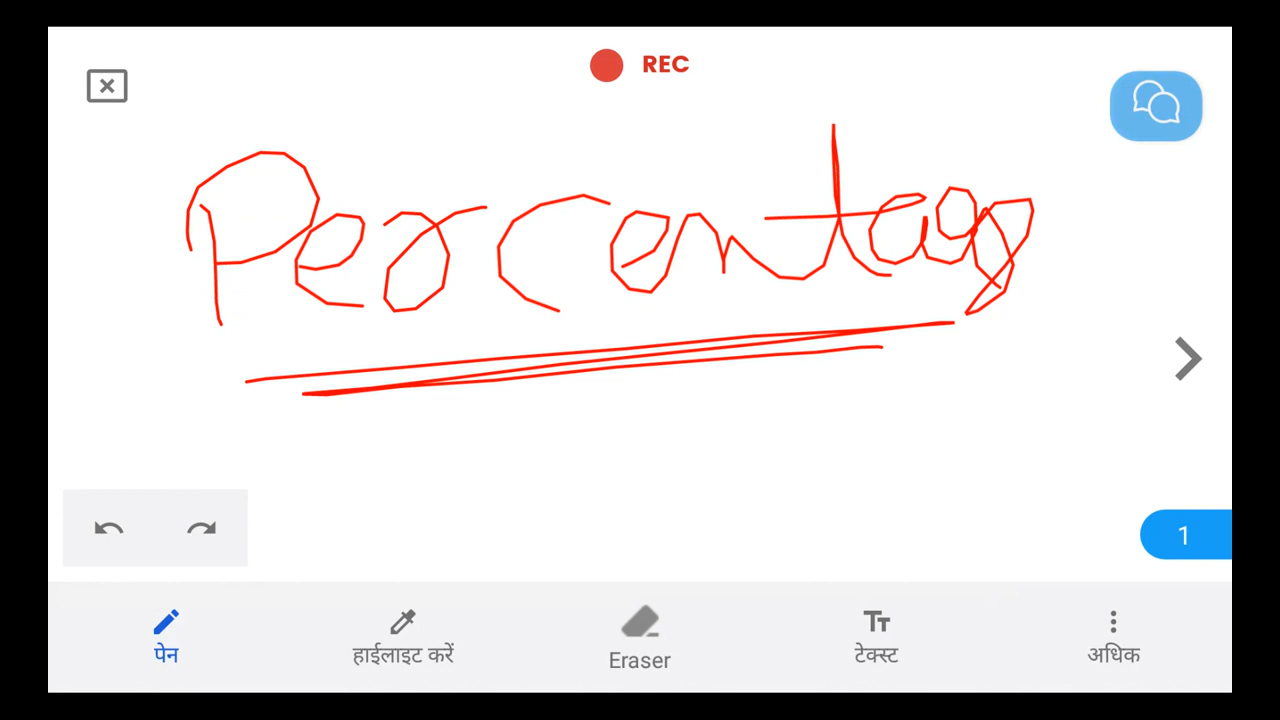 REC
Percentage
1
पेन
हाईलाइट करें
Eraser
टेक्स्ट
अधिक